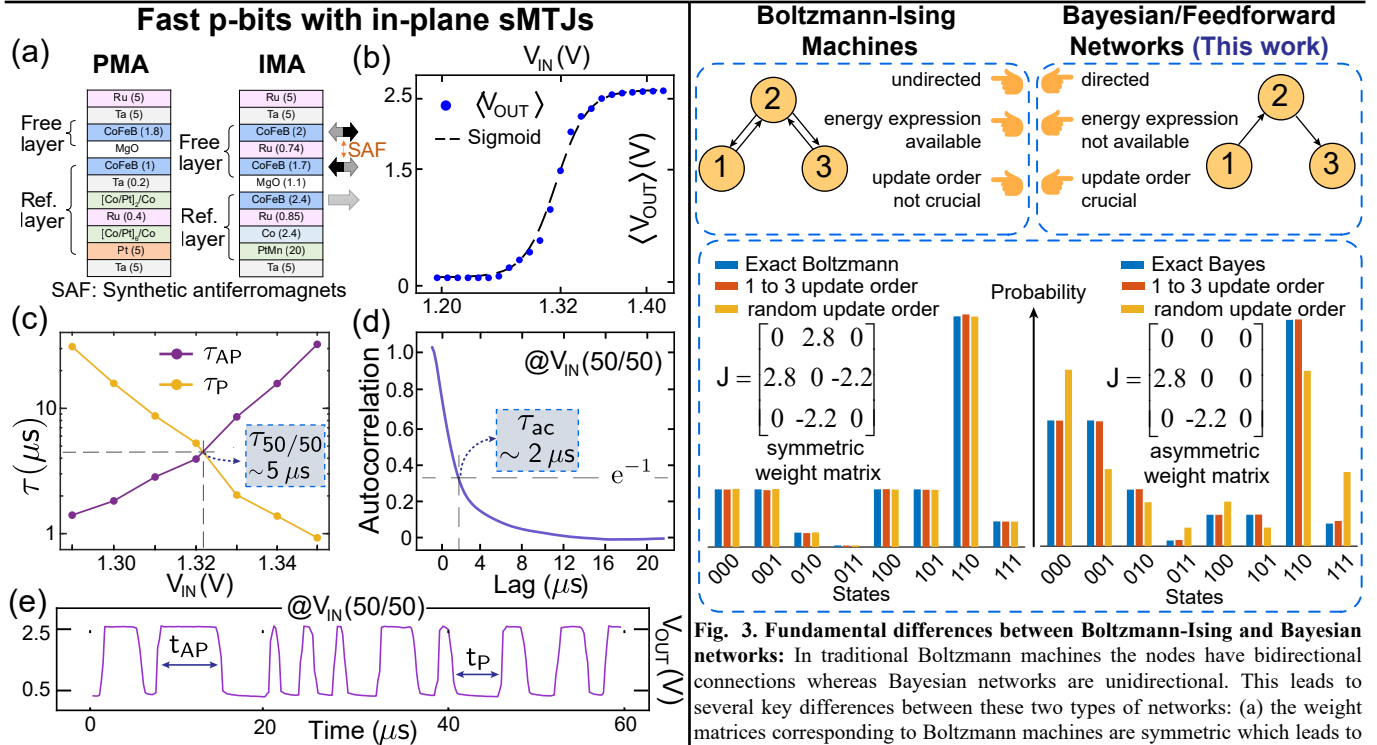 Fast p-bits with in-plane sMTJs
(a)
PMA
Ru (5)
Ta (5)
CoFeB (1.8)
MgO
CoFeB (1)
Ta (0.2)
[Co/Pt]₂/Co
Ru (0.4)
[Co/Pt]₆/Co
Pt (5)
Ta (5)
Free
layer
Ref.
layer
IMA
Ru (5)
Ta (5)
CoFeB (2)
Ru (0.74)
CoFeB (1.7)
MgO (1.1)
CoFeB (2.4)
Ru (0.85)
Co (2.4)
PtMn (20)
Ta (5)
Free
layer
Ref.
layer
SAF
SAF: Synthetic antiferromagnets
(b)
V_IN (V)
⟨V_OUT⟩
Sigmoid
2.5
1.5
0
⟨V_OUT⟩ (V)
1.20 1.32 1.40
(c)
τ_AP
τ_P
10
1
τ (μs)
τ_50/50
~ 5 μs
1.30 1.32 1.34
V_IN (V)
(d)
@V_IN (50/50)
1.0
0.8
0.6
0.4
0.2
0
Autocorrelation
τ_ac
~ 2 μs
e⁻¹
0 4 8 12 16 20
Lag (μs)
(e)
@V_IN (50/50)
2.5
0.5
t_AP
t_P
V_OUT (V)
0 20 40 60
Time (μs)
Boltzmann-Ising
Machines
undirected
energy expression
available
update order
not crucial
2
1 3
Bayesian/Feedforward
Networks (This work)
directed
energy expression
not available
update order
crucial
2
1 3
Exact Boltzmann
1 to 3 update order
random update order
J =
0 2.8 0
2.8 0 -2.2
0 -2.2 0
symmetric
weight matrix
000 001 010 011 100 101 110 111
States
Probability
Exact Bayes
1 to 3 update order
random update order
J =
0 0 0
2.8 0 0
0 -2.2 0
asymmetric
weight matrix
000 001 010 011 100 101 110 111
States
Fig. 3. Fundamental differences between Boltzmann-Ising and Bayesian
networks: In traditional Boltzmann machines the nodes have bidirectional
connections whereas Bayesian networks are unidirectional. This leads to
several key differences between these two types of networks: (a) the weight
matrices corresponding to Boltzmann machines are symmetric which leads to